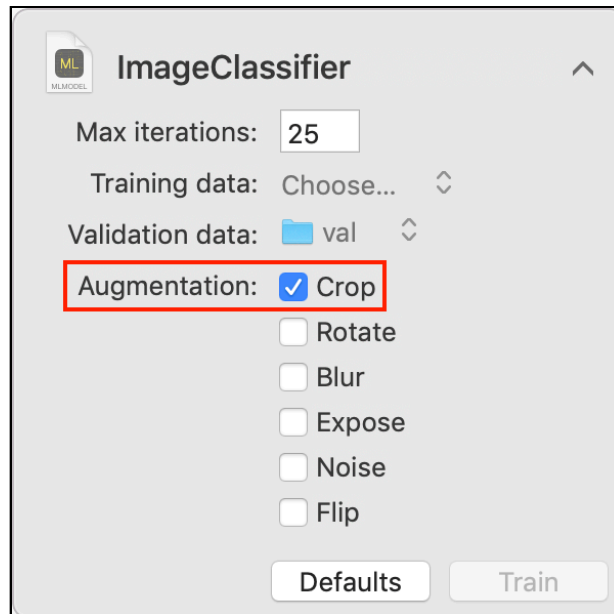 ML
MLMODEL
ImageClassifier
Max iterations: 25
Training data: Choose...
Validation data: val
Augmentation: Crop
Rotate
Blur
Expose
Noise
Flip
Defaults Train